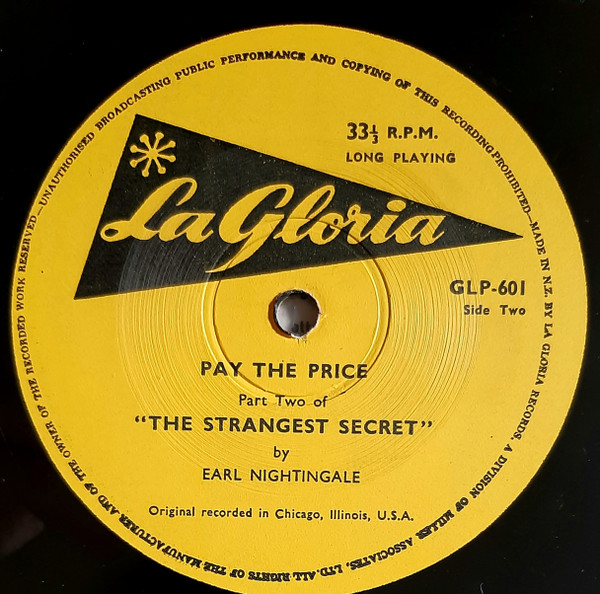 33⅓ R.P.M.
LONG PLAYING
La Gloria
GLP-601
Side Two
PAY THE PRICE
Part Two of
"THE STRANGEST SECRET"
by
EARL NIGHTINGALE
Original recorded in Chicago, Illinois, U.S.A.
ALL RIGHTS OF THE MANUFACTURER AND OF THE OWNER OF THE RECORDED WORK RESERVED—UNAUTHORISED BROADCASTING PUBLIC PERFORMANCE AND COPYING OF THIS RECORDING PROHIBITED—MADE IN N.Z. BY LA GLORIA RECORDS, A DIVISION OF MILLER ASSOCIATES, LTD.